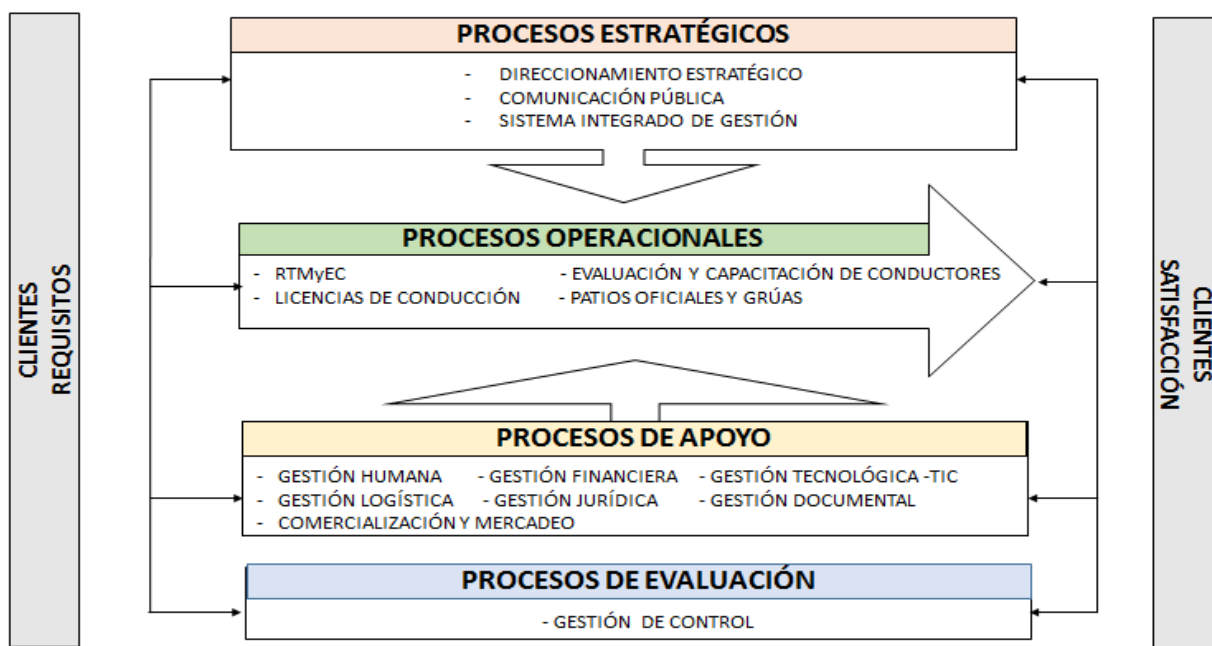 CLIENTES
REQUISITOS
PROCESOS ESTRATÉGICOS
- DIRECCIONAMIENTO ESTRATÉGICO
- COMUNICACIÓN PÚBLICA
- SISTEMA INTEGRADO DE GESTIÓN
PROCESOS OPERACIONALES
- RTMyEC - EVALUACIÓN Y CAPACITACIÓN DE CONDUCTORES
- LICENCIAS DE CONDUCCIÓN - PATIOS OFICIALES Y GRÚAS
PROCESOS DE APOYO
- GESTIÓN HUMANA - GESTIÓN FINANCIERA - GESTIÓN TECNOLÓGICA -TIC
- GESTIÓN LOGÍSTICA - GESTIÓN JURÍDICA - GESTIÓN DOCUMENTAL
- COMERCIALIZACIÓN Y MERCADEO
PROCESOS DE EVALUACIÓN
- GESTIÓN DE CONTROL
CLIENTES
SATISFACCIÓN